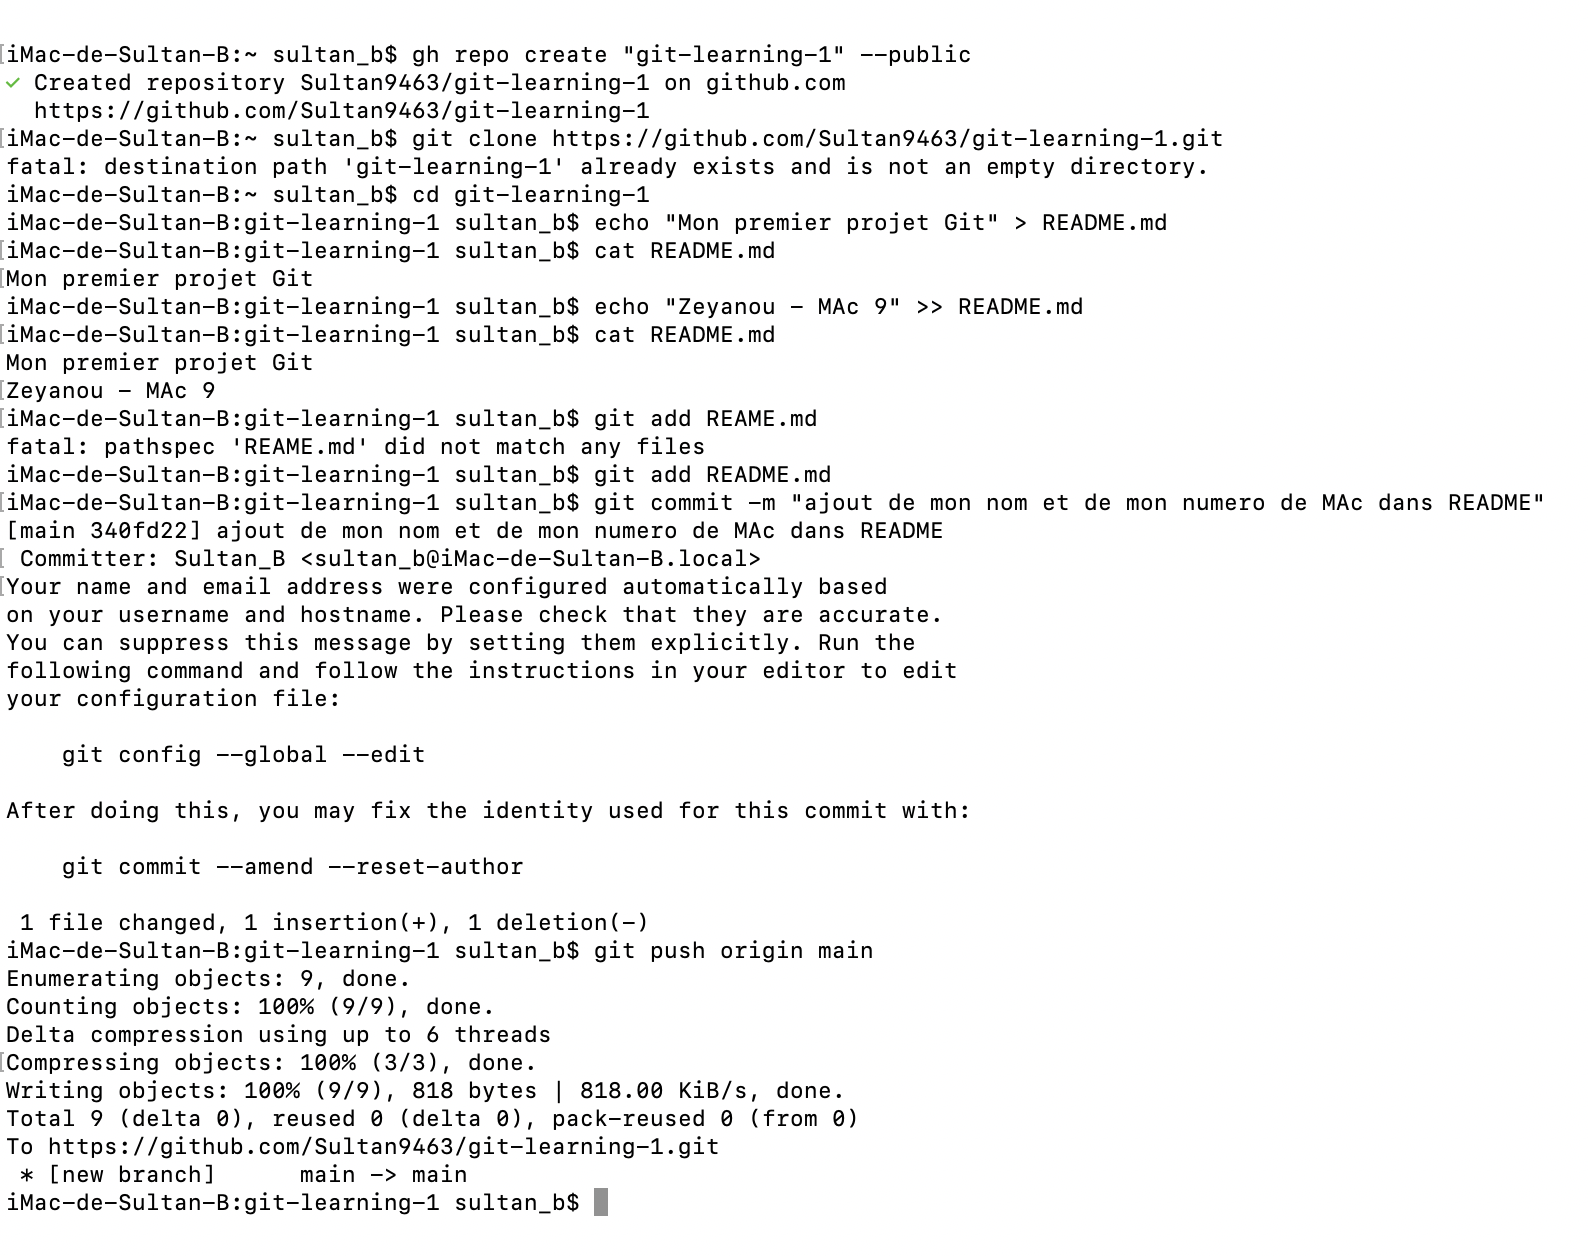 [iMac-de-Sultan-B:~ sultan_b$ gh repo create "git-learning-1" --public
✓ Created repository Sultan9463/git-learning-1 on github.com
  https://github.com/Sultan9463/git-learning-1
[iMac-de-Sultan-B:~ sultan_b$ git clone https://github.com/Sultan9463/git-learning-1.git
fatal: destination path 'git-learning-1' already exists and is not an empty directory.
iMac-de-Sultan-B:~ sultan_b$ cd git-learning-1
iMac-de-Sultan-B:git-learning-1 sultan_b$ echo "Mon premier projet Git" > README.md
[iMac-de-Sultan-B:git-learning-1 sultan_b$ cat README.md
[Mon premier projet Git
iMac-de-Sultan-B:git-learning-1 sultan_b$ echo "Zeyanou - MAc 9" >> README.md
[iMac-de-Sultan-B:git-learning-1 sultan_b$ cat README.md
Mon premier projet Git
[Zeyanou - MAc 9
[iMac-de-Sultan-B:git-learning-1 sultan_b$ git add REAME.md
fatal: pathspec 'REAME.md' did not match any files
iMac-de-Sultan-B:git-learning-1 sultan_b$ git add README.md
[iMac-de-Sultan-B:git-learning-1 sultan_b$ git commit -m "ajout de mon nom et de mon numero de MAc dans README"
[main 340fd22] ajout de mon nom et de mon numero de MAc dans README
[ Committer: Sultan_B <sultan_b@iMac-de-Sultan-B.local>
[Your name and email address were configured automatically based
on your username and hostname. Please check that they are accurate.
You can suppress this message by setting them explicitly. Run the
following command and follow the instructions in your editor to edit
your configuration file:

    git config --global --edit

After doing this, you may fix the identity used for this commit with:

    git commit --amend --reset-author

 1 file changed, 1 insertion(+), 1 deletion(-)
iMac-de-Sultan-B:git-learning-1 sultan_b$ git push origin main
Enumerating objects: 9, done.
Counting objects: 100% (9/9), done.
Delta compression using up to 6 threads
[Compressing objects: 100% (3/3), done.
Writing objects: 100% (9/9), 818 bytes | 818.00 KiB/s, done.
Total 9 (delta 0), reused 0 (delta 0), pack-reused 0 (from 0)
To https://github.com/Sultan9463/git-learning-1.git
 * [new branch]      main -> main
iMac-de-Sultan-B:git-learning-1 sultan_b$